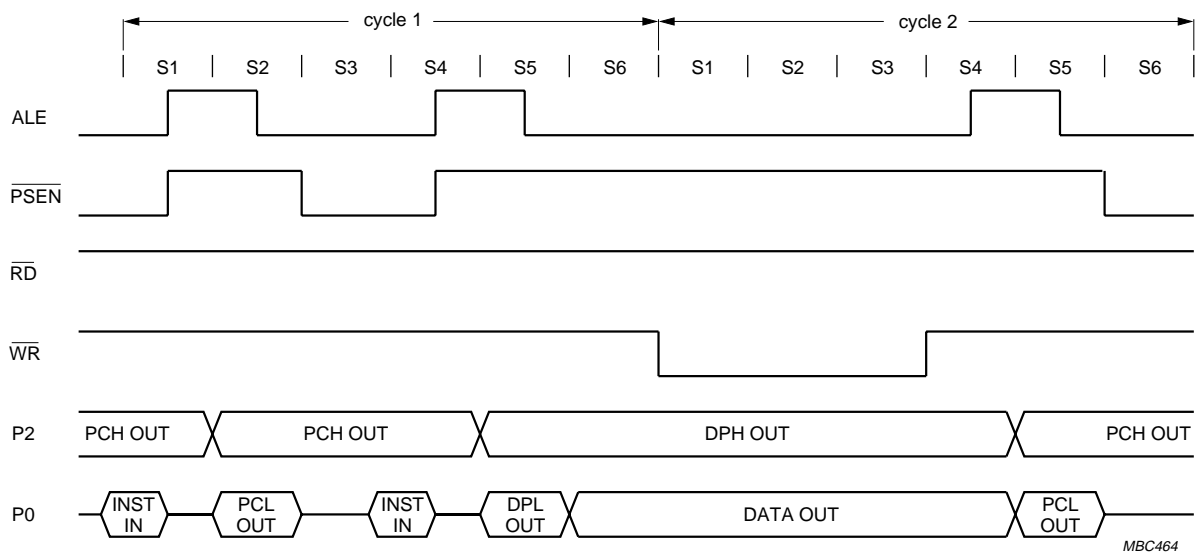 cycle 1 cycle 2
S1 S2 S3 S4 S5 S6 S1 S2 S3 S4 S5 S6
ALE
PSEN
RD
WR
P2 PCH OUT PCH OUT DPH OUT PCH OUT
P0 INST IN PCL OUT INST IN DPL OUT DATA OUT PCL OUT
MBC464